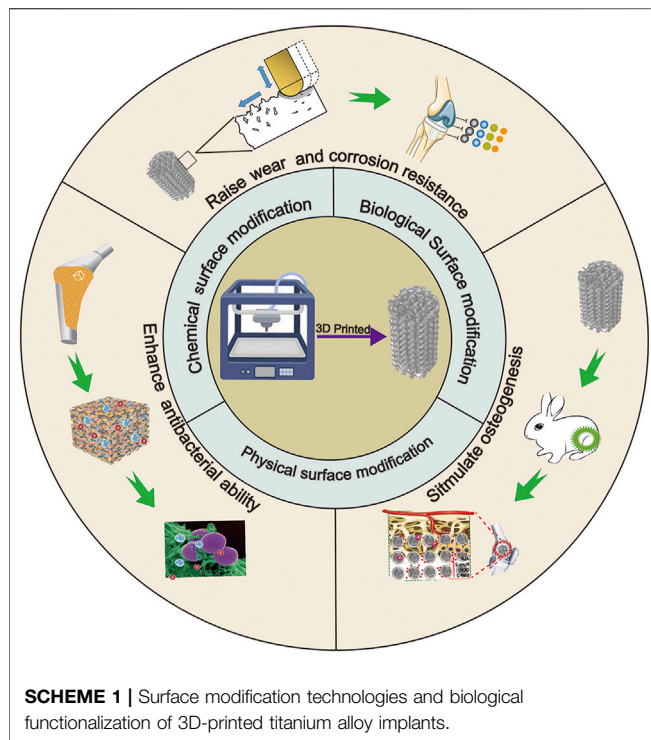 Raise wear and corrosion resistance
Chemical surface modification
Biological Surface modification
3D Printed
Enhance antibacterial ability
Physical surface modification
Sitmulate osteogenesis
SCHEME 1 | Surface modification technologies and biological
functionalization of 3D-printed titanium alloy implants.